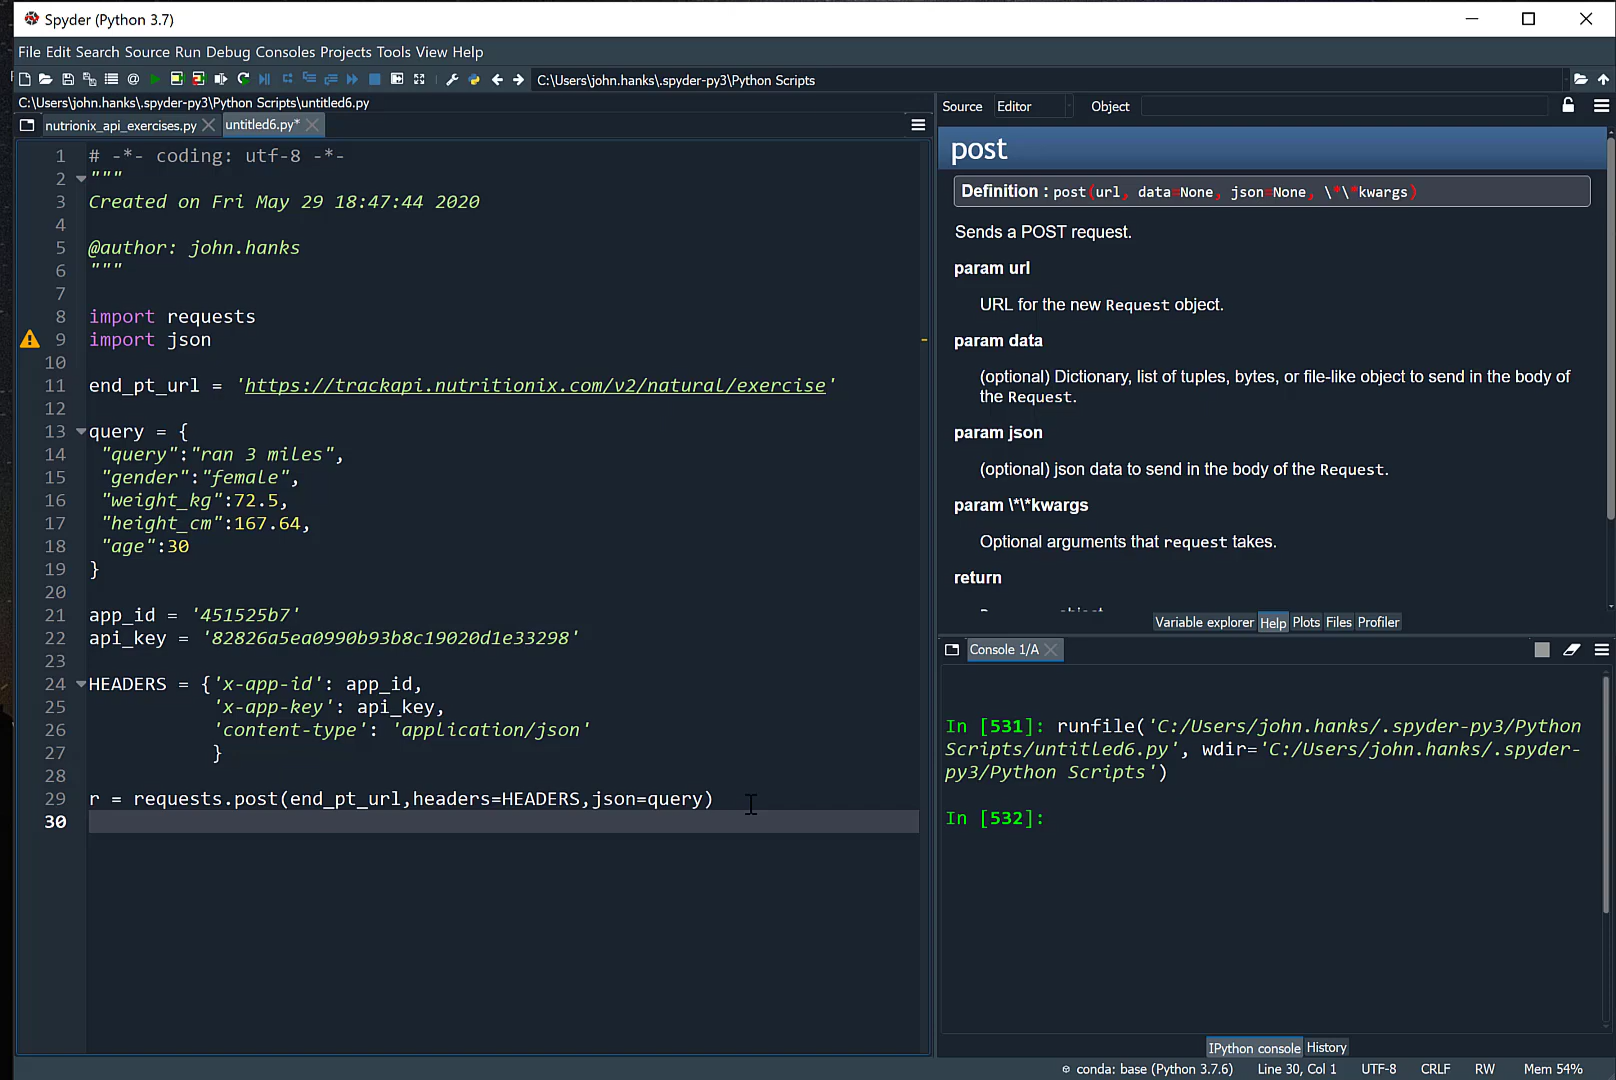 Spyder (Python 3.7)
File Edit Search Source Run Debug Consoles Projects Tools View Help
C:\Users\john.hanks\.spyder-py3\Python Scripts
C:\Users\john.hanks\.spyder-py3\Python Scripts\untitled6.py
nutrionix_api_exercises.py
untitled6.py*
1 # -*- coding: utf-8 -*-
2 """
3 Created on Fri May 29 18:47:44 2020
4
5 @author: john.hanks
6 """
7
8 import requests
9 import json
10
11 end_pt_url = 'https://trackapi.nutritionix.com/v2/natural/exercise'
12
13 query = {
14 "query":"ran 3 miles",
15 "gender":"female",
16 "weight_kg":72.5,
17 "height_cm":167.64,
18 "age":30
19 }
20
21 app_id = '451525b7'
22 api_key = '82826a5ea0990b93b8c19020d1e33298'
23
24 HEADERS = {'x-app-id': app_id,
25 'x-app-key': api_key,
26 'content-type': 'application/json'
27 }
28
29 r = requests.post(end_pt_url,headers=HEADERS,json=query)
30
Source Editor Object
post
Definition : post(url, data=None, json=None, \*\*kwargs)
Sends a POST request.
param url
URL for the new Request object.
param data
(optional) Dictionary, list of tuples, bytes, or file-like object to send in the body of
the Request.
param json
(optional) json data to send in the body of the Request.
param \*\*kwargs
Optional arguments that request takes.
return
Variable explorer Help Plots Files Profiler
Console 1/A
In [531]: runfile('C:/Users/john.hanks/.spyder-py3/Python
Scripts/untitled6.py', wdir='C:/Users/john.hanks/.spyder-
py3/Python Scripts')
In [532]:
IPython console History
conda: base (Python 3.7.6) Line 30, Col 1 UTF-8 CRLF RW Mem 54%